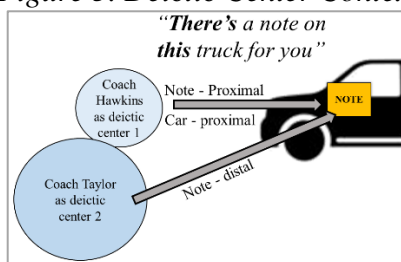 “There’s a note on
this truck for you”
Coach
Hawkins
as deictic
center 1
Note - Proximal
Car – proximal
NOTE
Coach Taylor
as deictic
center 2
Note - distal